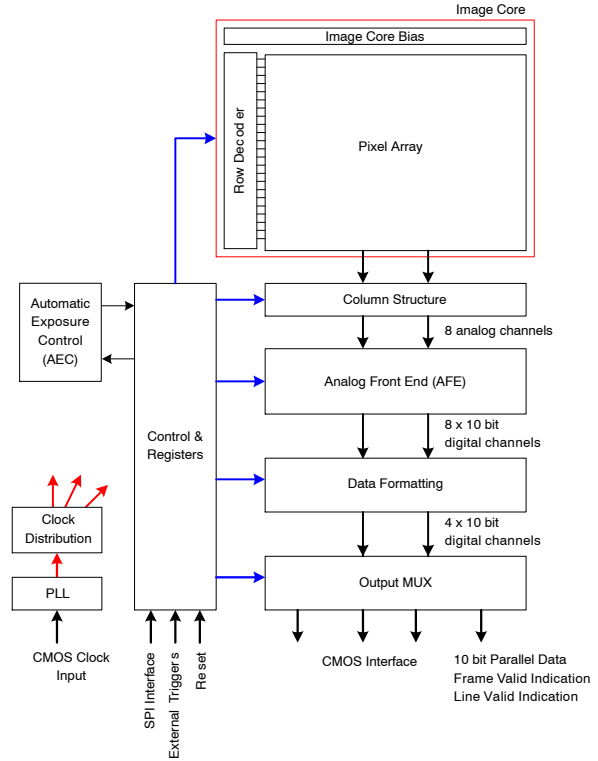 Image Core
Image Core Bias
Row Decoder
Pixel Array
Automatic
Exposure
Control
(AEC)
Column Structure
8 analog channels
Analog Front End (AFE)
8 x 10 bit
digital channels
Control &
Registers
Data Formatting
4 x 10 bit
digital channels
Clock
Distribution
PLL
Output MUX
CMOS Clock
Input
SPI Interface
External Triggers
Reset
CMOS Interface
10 bit Parallel Data
Frame Valid Indication
Line Valid Indication